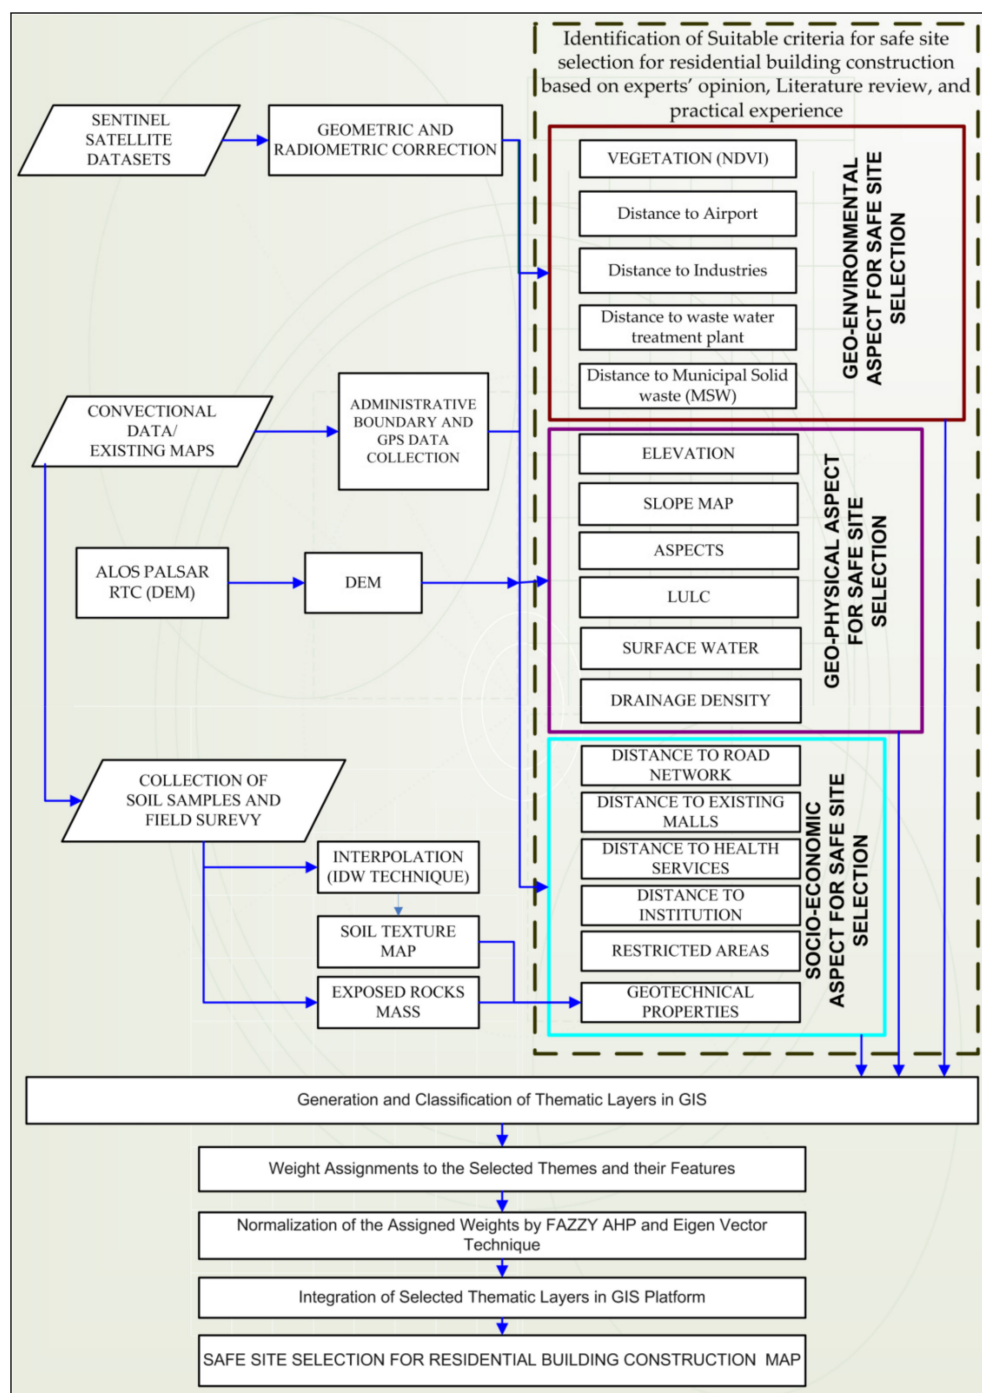 Identification of Suitable criteria for safe site
selection for residential building construction
based on experts' opinion, Literature review, and
practical experience
SENTINEL
SATELLITE
DATASETS
GEOMETRIC AND
RADIOMETRIC CORRECTION
VEGETATION (NDVI)
Distance to Airport
Distance to Industries
Distance to waste water
treatment plant
Distance to Municipal Solid
waste (MSW)
GEO-ENVIRONMENTAL
ASPECT FOR SAFE SITE
SELECTION
CONVECTIONAL
DATA/
EXISTING MAPS
ADMINISTRATIVE
BOUNDARY AND
GPS DATA
COLLECTION
ALOS PALSAR
RTC (DEM)
DEM
ELEVATION
SLOPE MAP
ASPECTS
LULC
SURFACE WATER
DRAINAGE DENSITY
GEO-PHYSICAL ASPECT
FOR SAFE SITE
SELECTION
COLLECTION OF
SOIL SAMPLES AND
FIELD SUREVY
INTERPOLATION
(IDW TECHNIQUE)
SOIL TEXTURE
MAP
EXPOSED ROCKS
MASS
DISTANCE TO ROAD
NETWORK
DISTANCE TO EXISTING
MALLS
DISTANCE TO HEALTH
SERVICES
DISTANCE TO
INSTITUTION
RESTRICTED AREAS
GEOTECHNICAL
PROPERTIES
SOCIO-ECONOMIC
ASPECT FOR SAFE SITE
SELECTION
Generation and Classification of Thematic Layers in GIS
Weight Assignments to the Selected Themes and their Features
Normalization of the Assigned Weights by FAZZY AHP and Eigen Vector
Technique
Integration of Selected Thematic Layers in GIS Platform
SAFE SITE SELECTION FOR RESIDENTIAL BUILDING CONSTRUCTION MAP